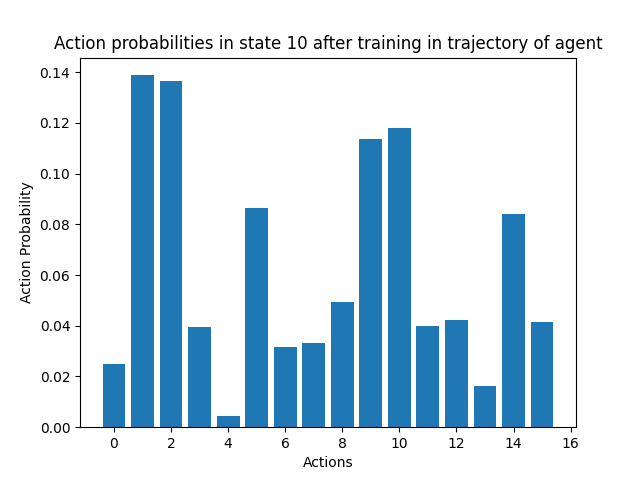 Action probabilities in state 10 after training in trajectory of agent
0.14
0.12
0.10
0.08
0.06
0.04
0.02
0.00
Action Probability
0 2 4 6 8 10 12 14 16
Actions